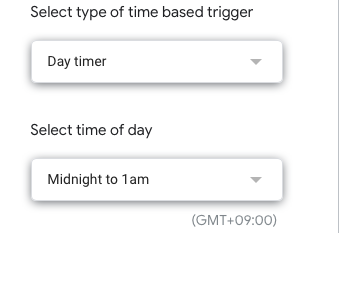 Select type of time based trigger
Day timer
Select time of day
Midnight to 1am
(GMT+09:00)